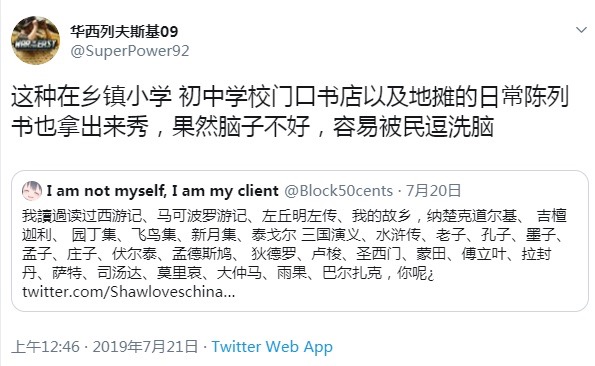 华西列夫斯基09
@SuperPower92
这种在乡镇小学 初中学校门口书店以及地摊的日常陈列
书也拿出来秀，果然脑子不好，容易被民逗洗脑
I am not myself, I am my client @Block50cents · 7月20日
我讀過读过西游记、马可波罗游记、左丘明左传、我的故乡，纳楚克道尔基、 吉檀
迦利、 园丁集、飞鸟集、新月集、泰戈尔 三国演义、水浒传、老子、孔子、墨子、
孟子、庄子、伏尔泰、孟德斯鸠、 狄德罗、卢梭、圣西门、蒙田、傅立叶、拉封
丹、萨特、司汤达、莫里哀、大仲马、雨果、巴尔扎克，你呢¿
twitter.com/Shawloveschina...
上午12:46 · 2019年7月21日 · Twitter Web App